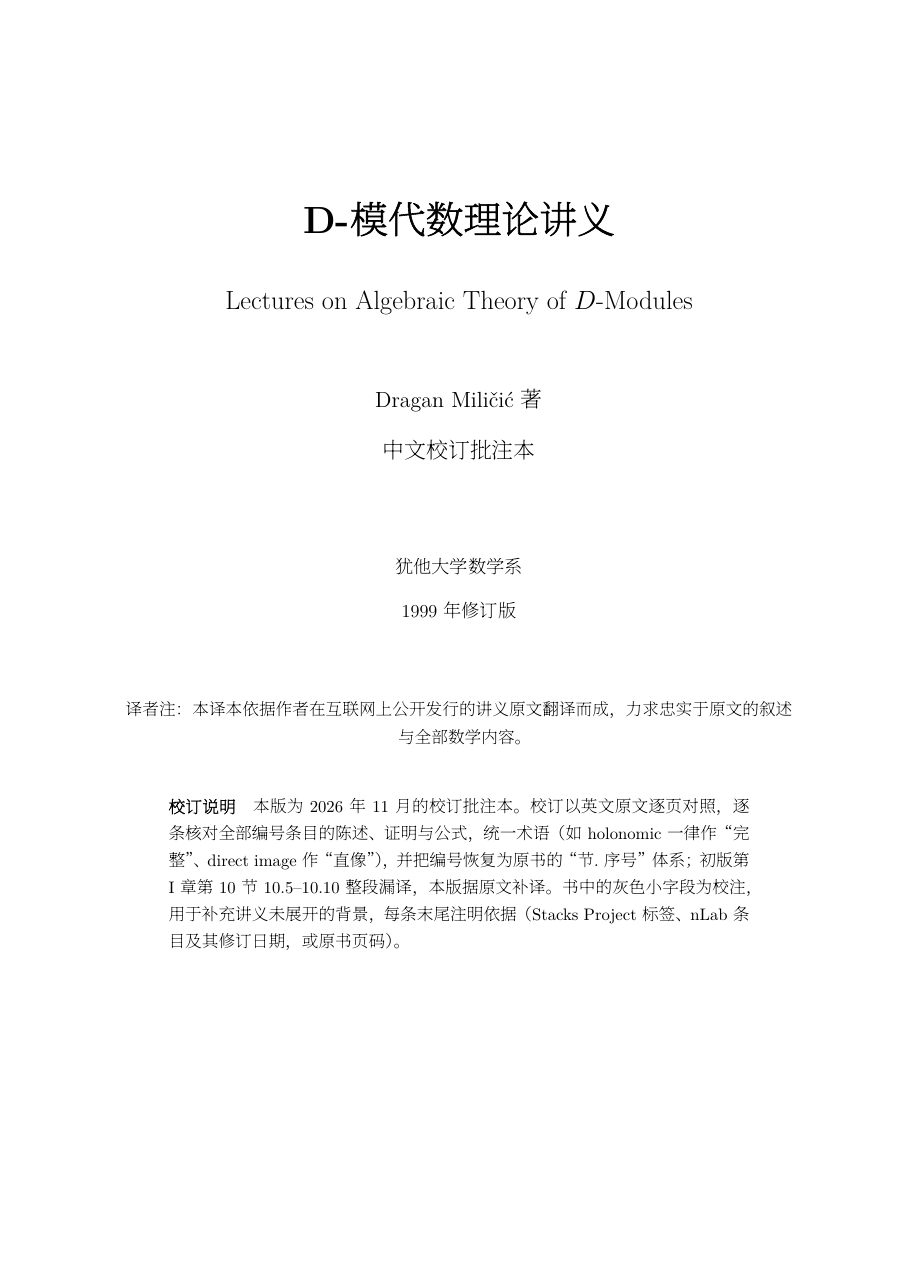 D-模代数理论讲义
Lectures on Algebraic Theory of D-Modules
Dragan Miličić 著
中文校订批注本
犹他大学数学系
1999 年修订版
译者注：本译本依据作者在互联网上公开发行的讲义原文翻译而成，力求忠实于原文的叙述
与全部数学内容。
校订说明　本版为 2026 年 11 月的校订批注本。校订以英文原文逐页对照，逐
条核对全部编号条目的陈述、证明与公式，统一术语（如 holonomic 一律作“完
整”、direct image 作“直像”），并把编号恢复为原书的“节. 序号”体系；初版第
I 章第 10 节 10.5–10.10 整段漏译，本版据原文补译。书中的灰色小字段为校注，
用于补充讲义未展开的背景，每条末尾注明依据（Stacks Project 标签、nLab 条
目及其修订日期，或原书页码）。